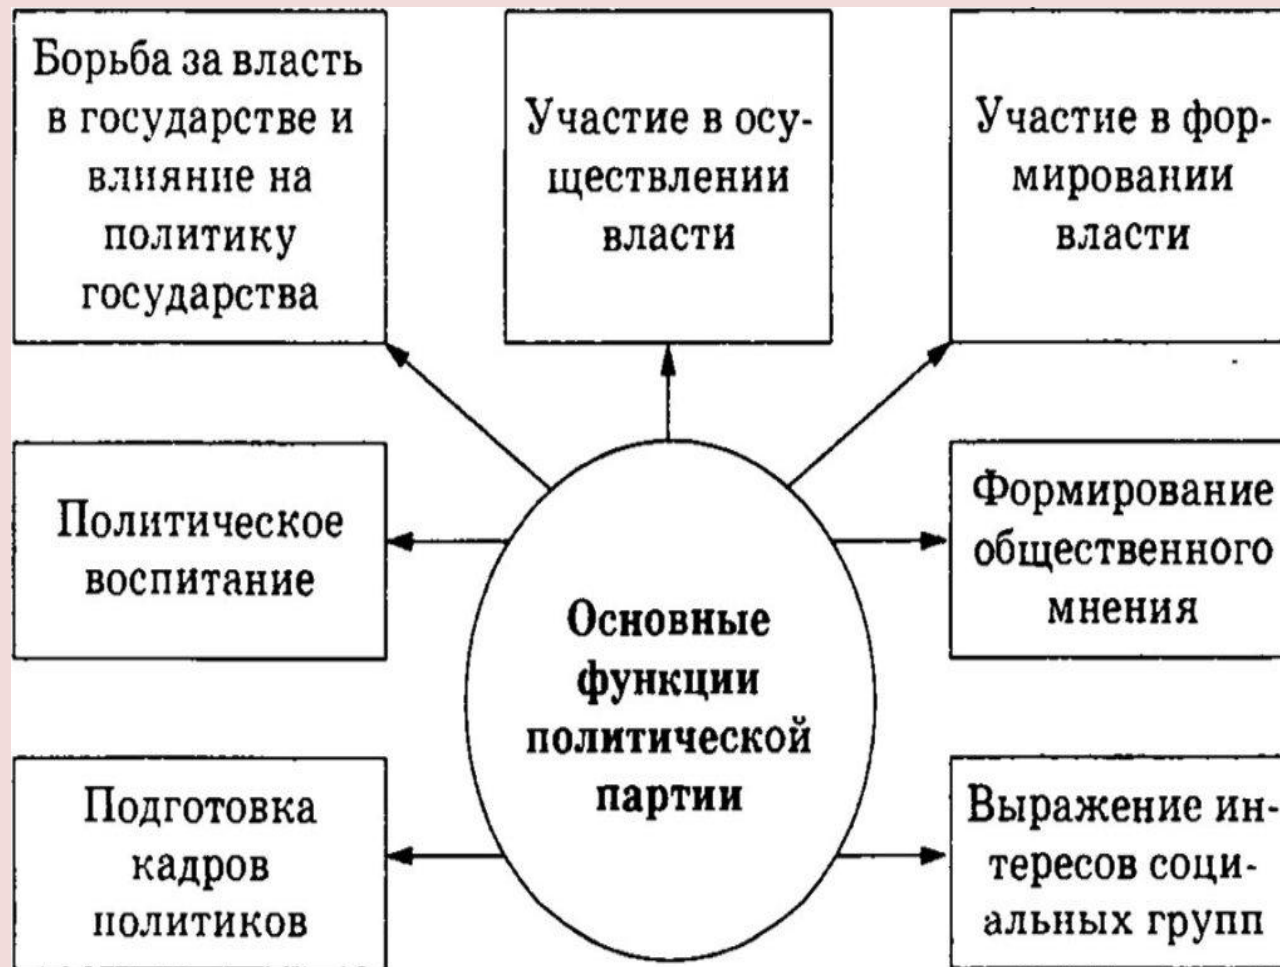 Борьба за власть
в государстве и
влияние на
политику
государства
Участие в осу-
ществлении
власти
Участие в фор-
мировании
власти
Политическое
воспитание
Формирование
общественного
мнения
Основные
функции
политической
партии
Подготовка
кадров
политиков
Выражение ин-
тересов соци-
альных групп